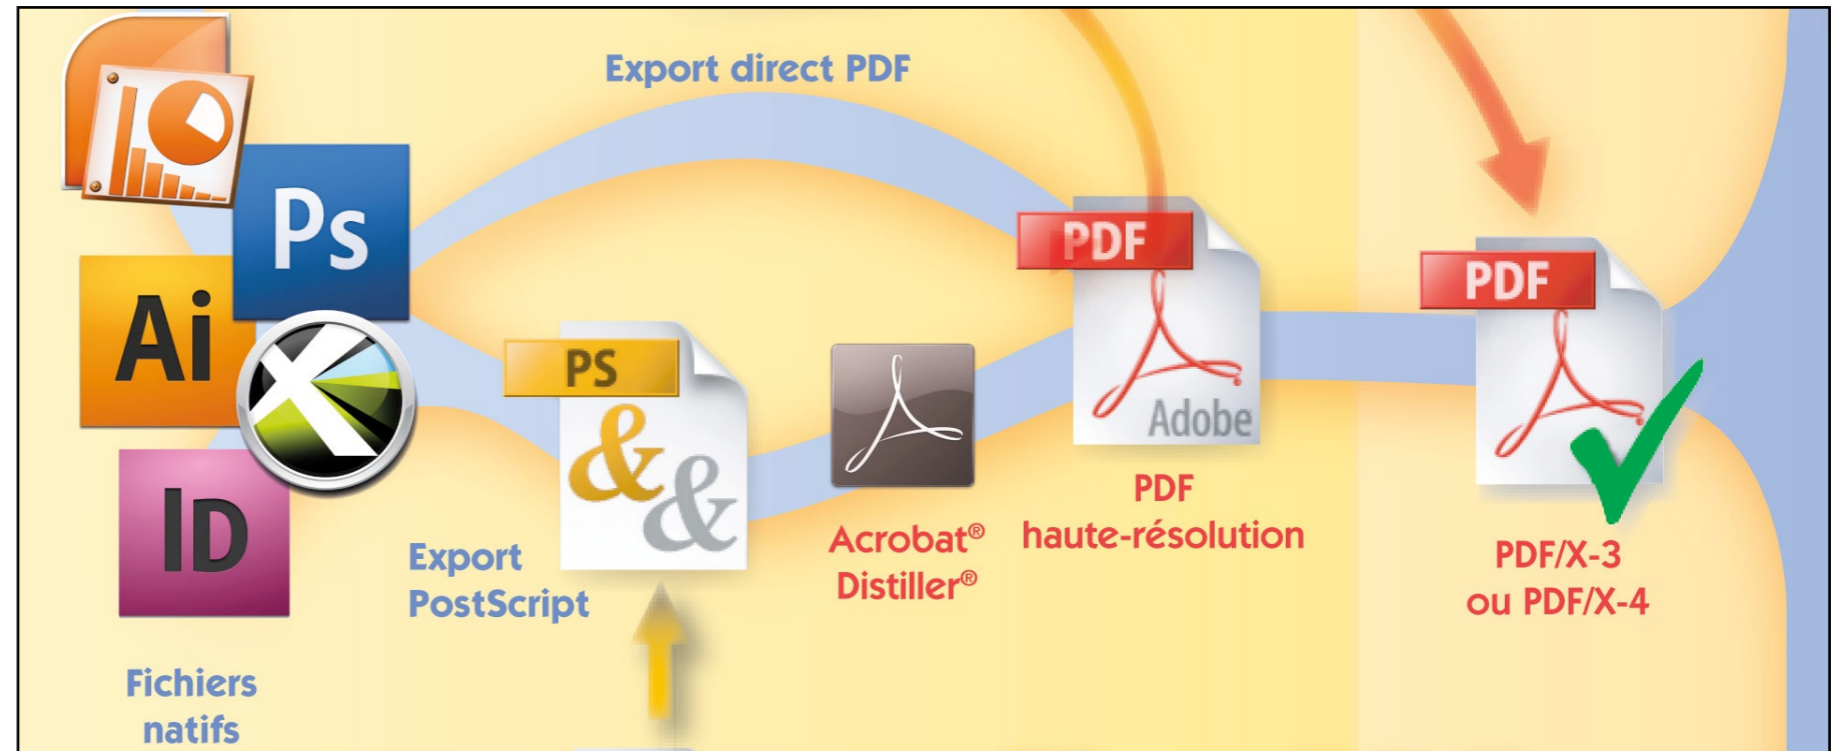 Export direct PDF
Ps
Ai
ID
PS
&
&
PDF
Adobe
PDF
Export
PostScript
Acrobat®
Distiller®
PDF
haute-résolution
PDF/X-3
ou PDF/X-4
Fichiers
natifs